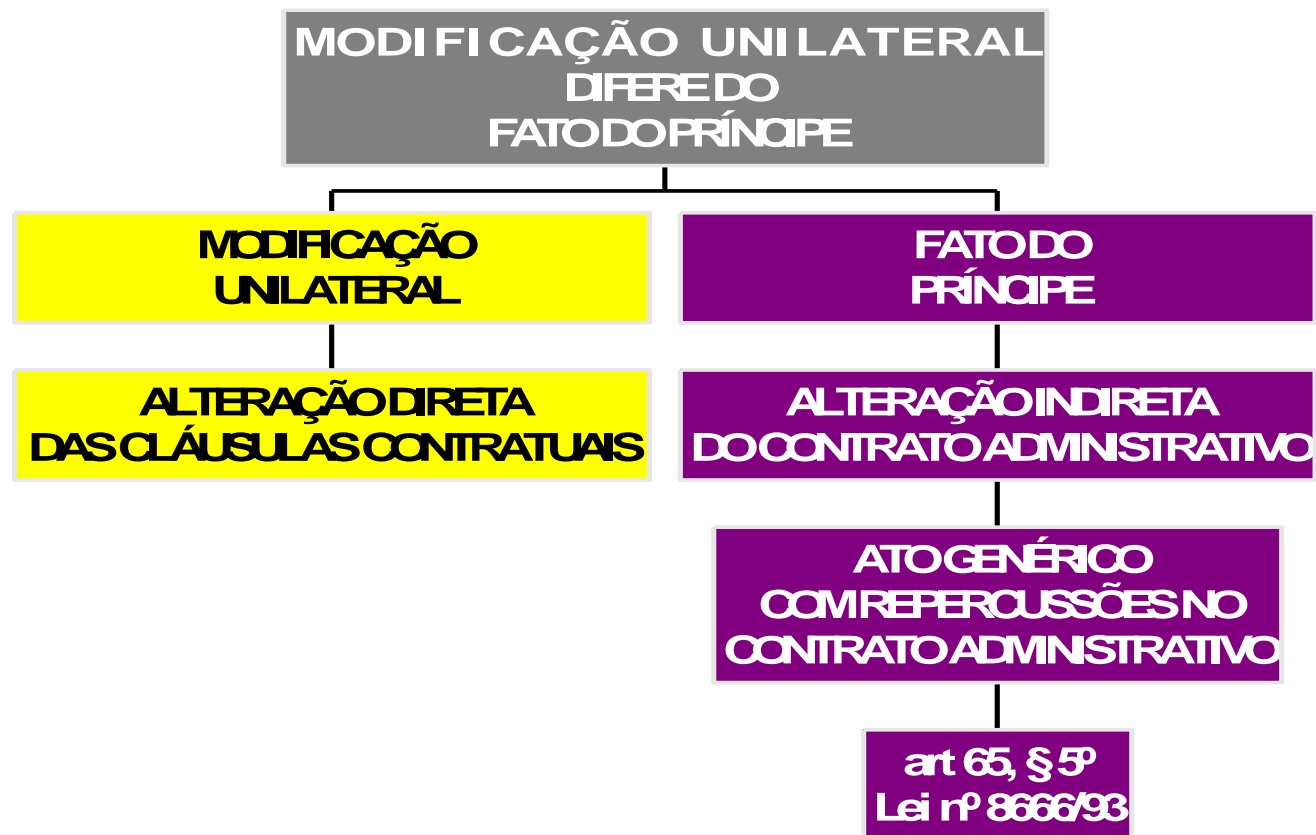 MODIFICAÇÃO UNILATERAL
DIFERE DO
FATO DO PRÍNCIPE
MODIFICAÇÃO
UNILATERAL
FATO DO
PRÍNCIPE
ALTERAÇÃO DIRETA
DAS CLÁUSULAS CONTRATUAIS
ALTERAÇÃO INDIRETA
DO CONTRATO ADMINISTRATIVO
ATO GENÉRICO
COM REPERCUSSÕES NO
CONTRATO ADMINISTRATIVO
art 65, § 5º
Lei nº 8666/93